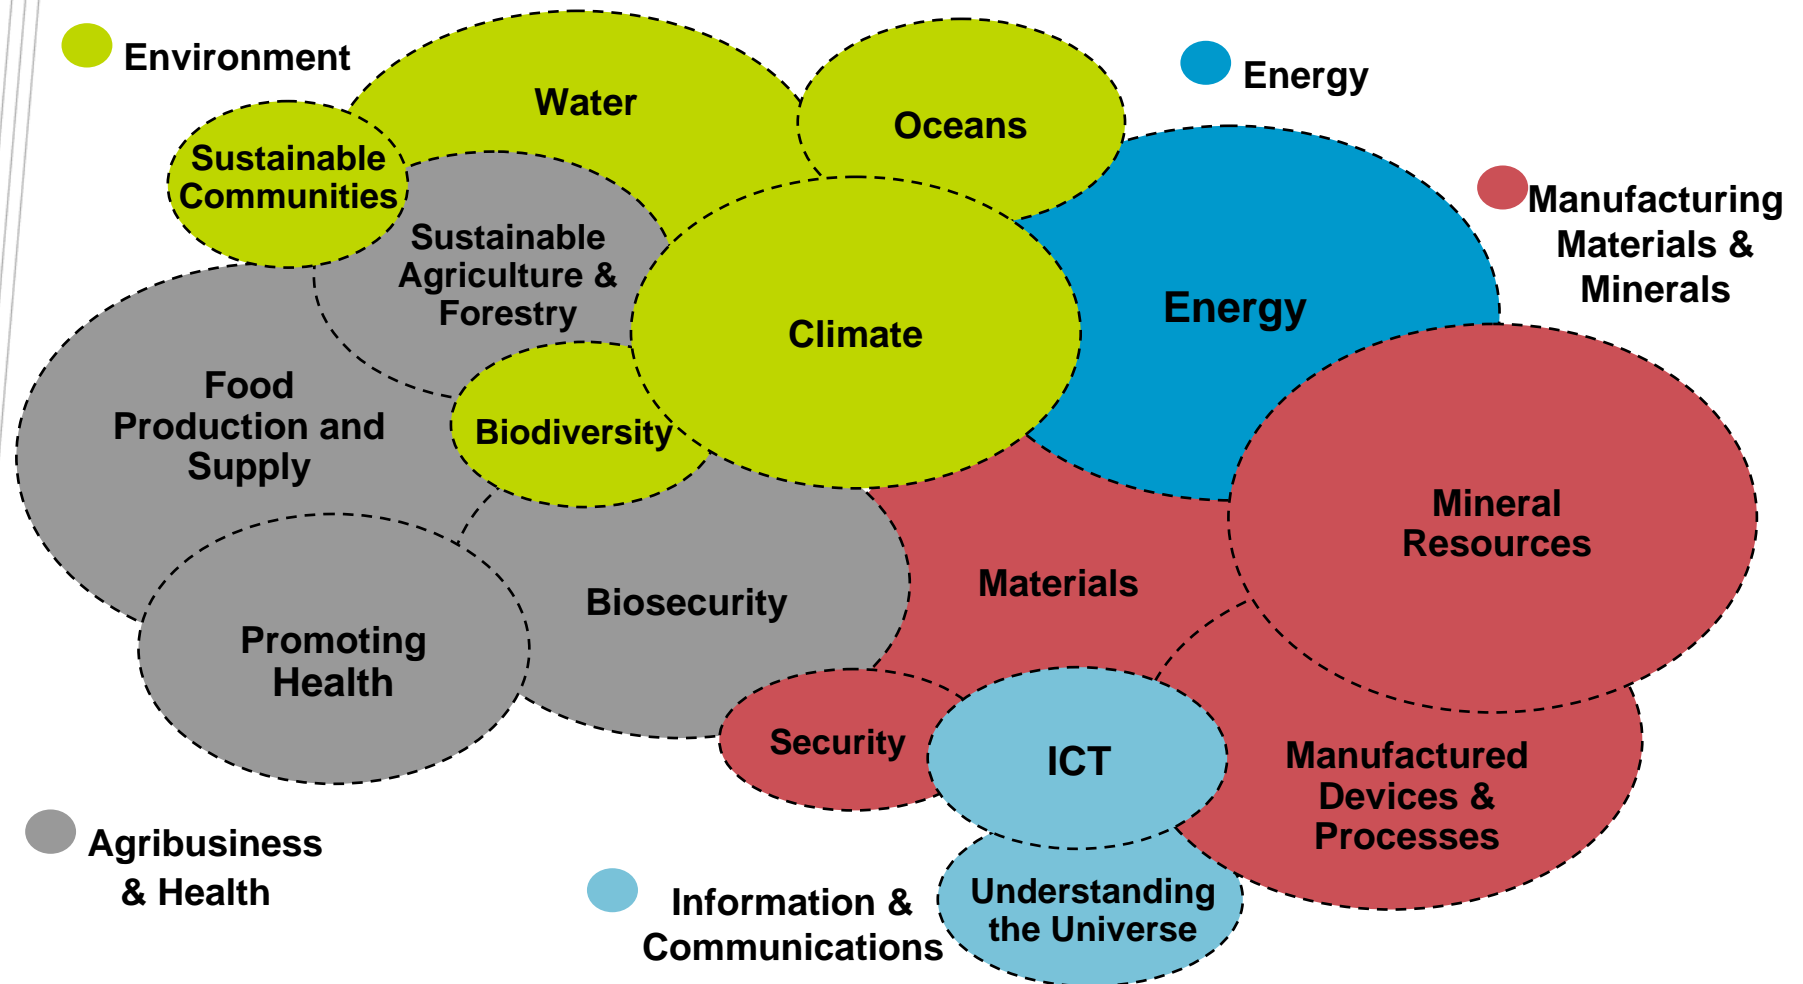 Environment
Water
Oceans
Energy
Sustainable
Communities
Manufacturing
Materials &
Minerals
Sustainable
Agriculture &
Forestry
Energy
Climate
Food
Production and
Supply
Biodiversity
Mineral
Resources
Materials
Biosecurity
Promoting
Health
Security
ICT
Manufactured
Devices &
Processes
Agribusiness
& Health
Information &
Communications
Understanding
the Universe